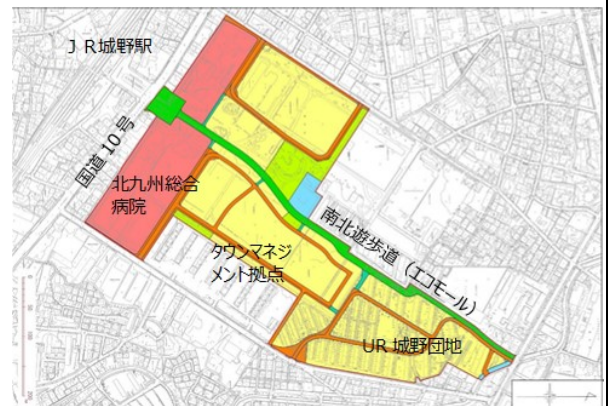 ＪＲ城野駅
国道 10 号
北九州総合
病院
タウンマネジ
メント拠点
南北遊歩道（エコモール）
UR 城野団地